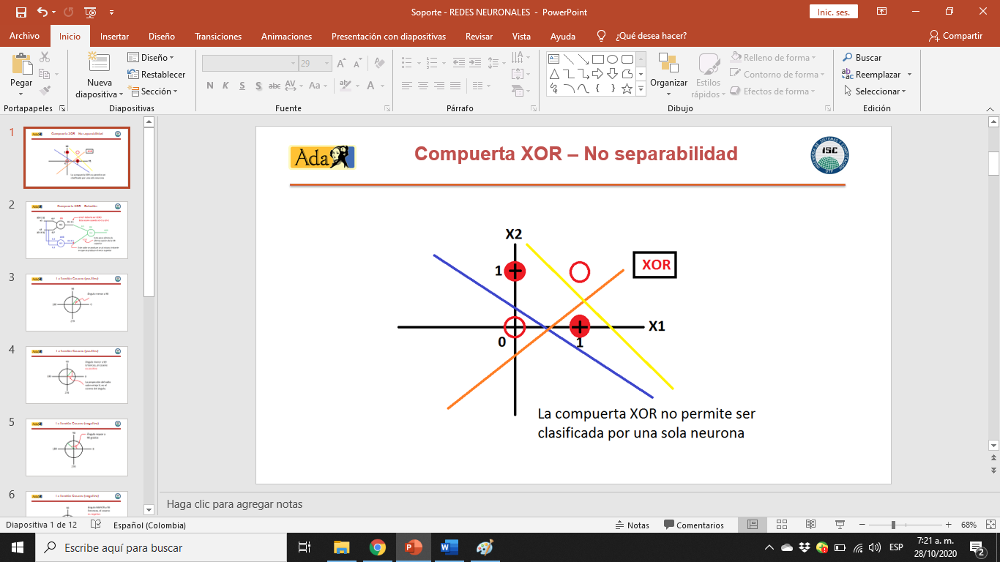 Soporte - REDES NEURONALES - PowerPoint
Inic. ses.
Archivo Inicio Insertar Diseño Transiciones Animaciones Presentación con diapositivas Revisar Vista Ayuda ¿Qué desea hacer? Compartir
Pegar
Nueva
diapositiva
Diseño
Restablecer
Sección
29
N K S S abc AV Aa A
Organizar
Estilos
rápidos
Relleno de forma
Contorno de forma
Efectos de forma
Buscar
Reemplazar
Seleccionar
Portapapeles Diapositivas Fuente Párrafo Dibujo Edición
1
2
3
4
5
6
Ada
Compuerta XOR – No separabilidad
ISC
UTP
X2
XOR
1
X1
0
1
La compuerta XOR no permite ser
clasificada por una sola neurona
Haga clic para agregar notas
Diapositiva 1 de 12 Español (Colombia) Notas Comentarios 68%
Escribe aquí para buscar
ESP
7:21 a. m.
28/10/2020
2